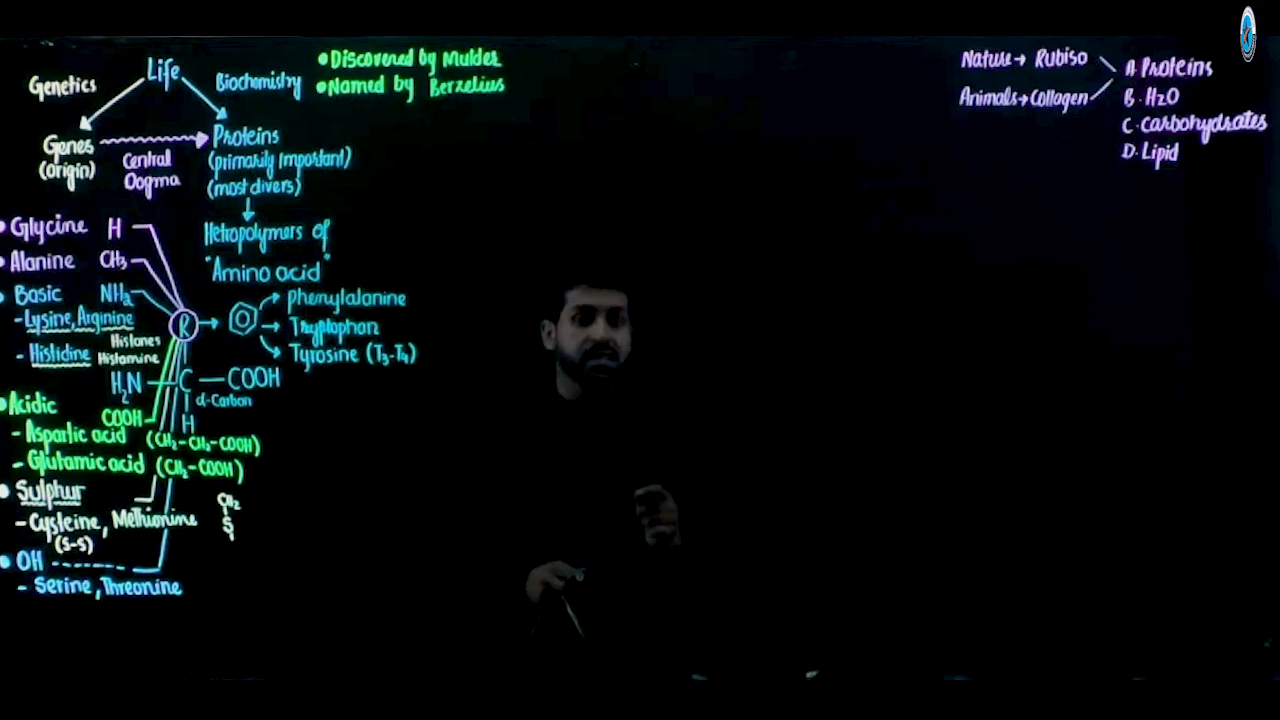 Life
Genetics
Biochemistry
• Discovered by Mulder
• Named by Berzelius
Genes
(origin)
Central
Dogma
Proteins
(primarily important)
(most divers)
Hetropolymers of
"Amino acid"
• Glycine H
• Alanine CH₃
• Basic NH₂
- Lysine, Arginine
Histones
- Histidine Histamine
R
phenylalanine
Tryptophan
Tyrosine (T₃-T₄)
H₂N - C - COOH
α-Carbon
H
• Acidic
COOH
- Aspartic acid (CH₂-CH₂-COOH)
- Glutamic acid (CH₂-COOH)
• Sulphur
- Cysteine, Methionine
(S-S)
CH₂
S
• OH
- Serine, Threonine
Nature → Rubiso
Animals → Collagen
A. Proteins
B. H₂O
C. Carbohydrates
D. Lipid